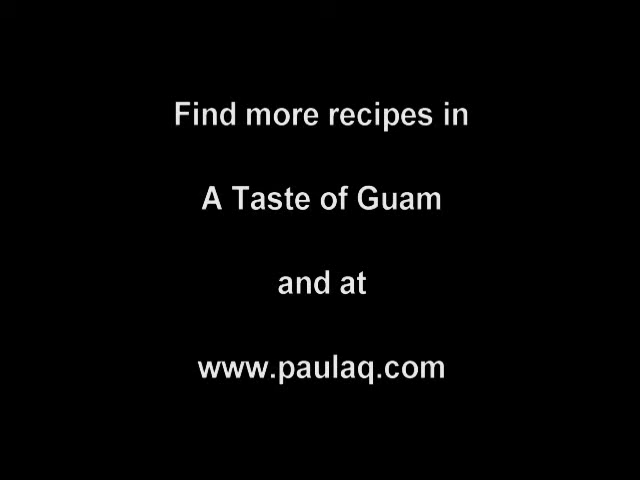 Find more recipes in
A Taste of Guam
and at
www.paulaq.com